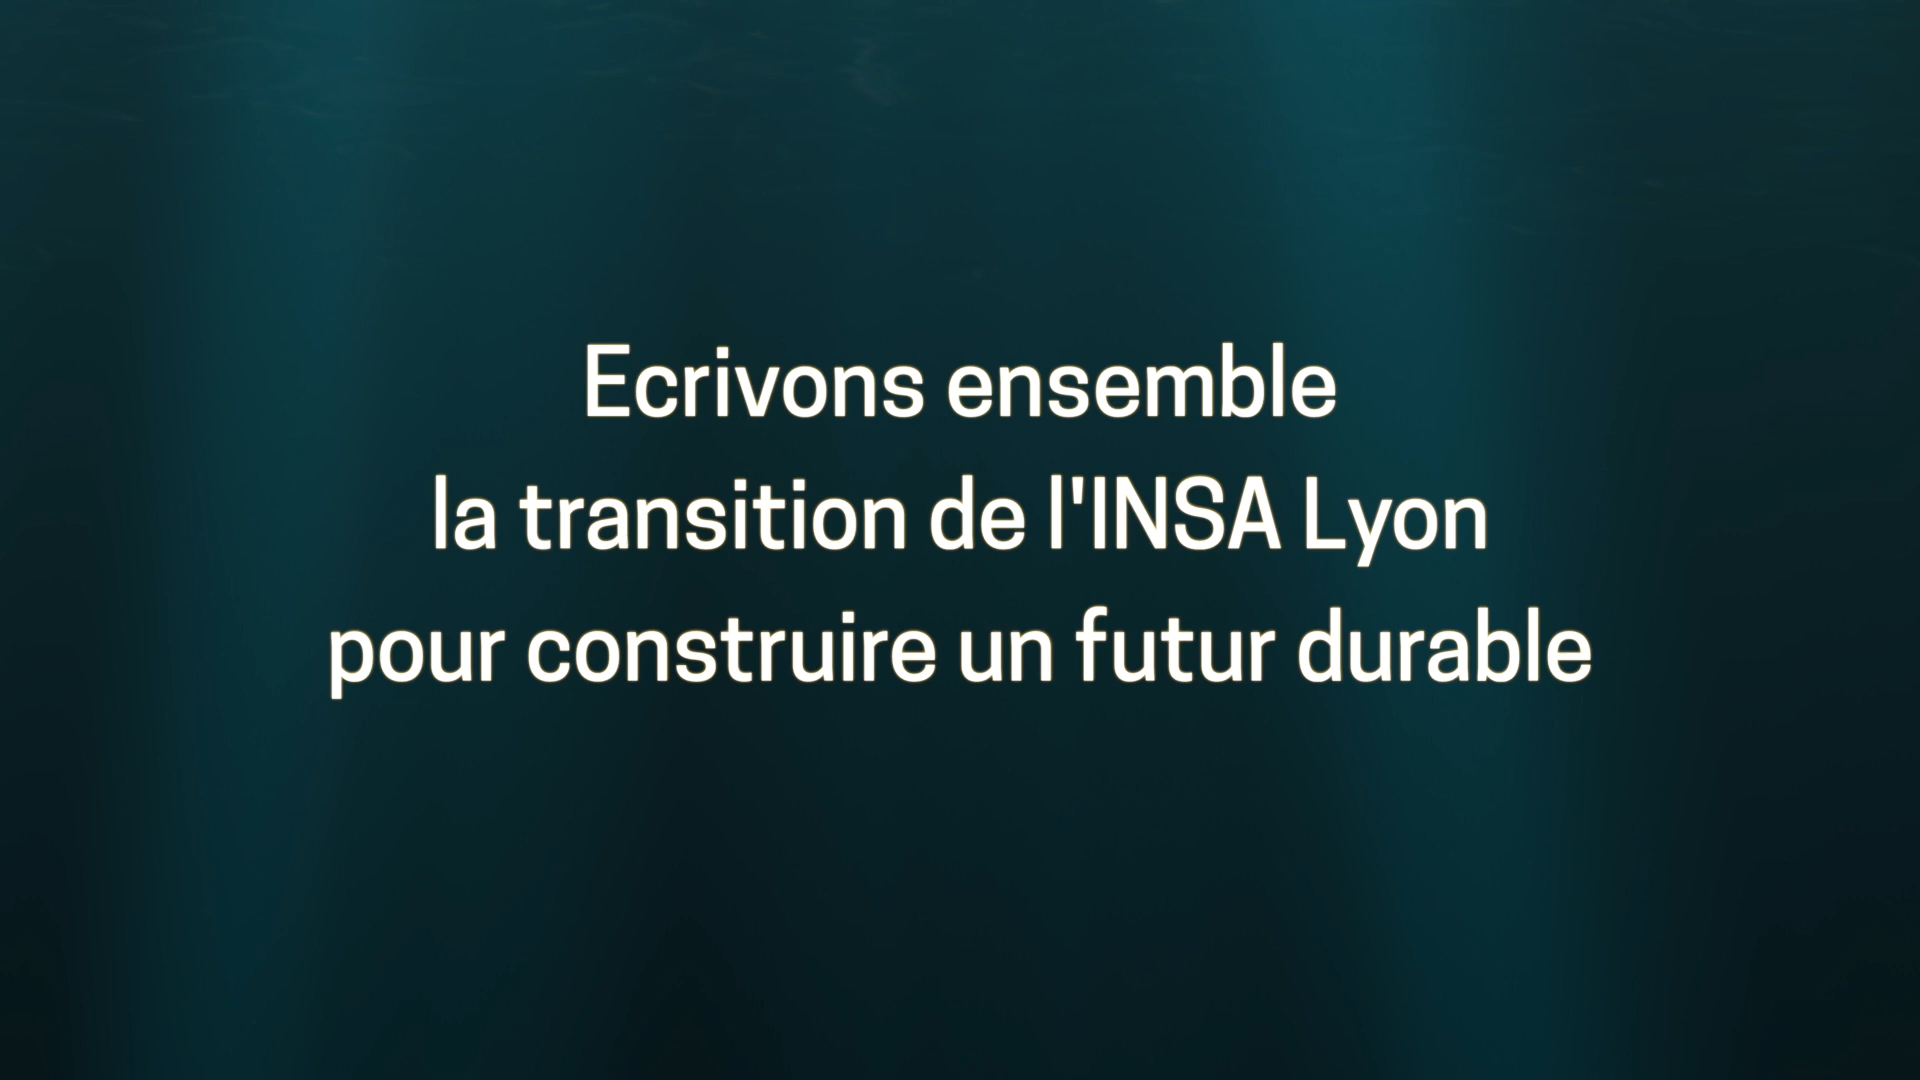 Ecrivons ensemble
la transition de l'INSA Lyon
pour construire un futur durable